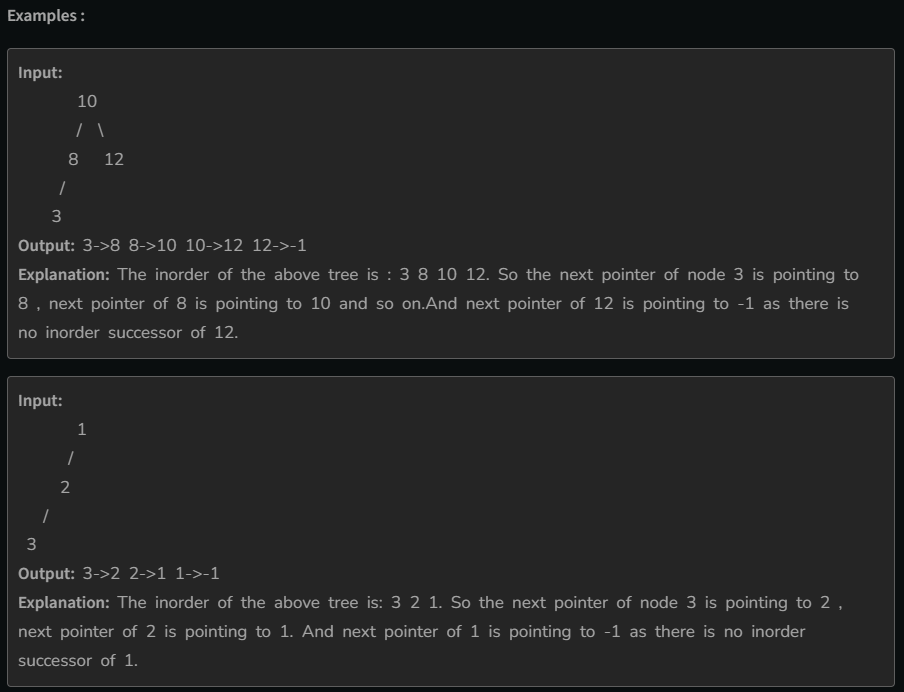 Examples :
Input:
10
/ \
8 12
/
3
Output: 3->8 8->10 10->12 12->-1
Explanation: The inorder of the above tree is : 3 8 10 12. So the next pointer of node 3 is pointing to
8 , next pointer of 8 is pointing to 10 and so on.And next pointer of 12 is pointing to -1 as there is
no inorder successor of 12.
Input:
1
/
2
/
3
Output: 3->2 2->1 1->-1
Explanation: The inorder of the above tree is: 3 2 1. So the next pointer of node 3 is pointing to 2 ,
next pointer of 2 is pointing to 1. And next pointer of 1 is pointing to -1 as there is no inorder
successor of 1.